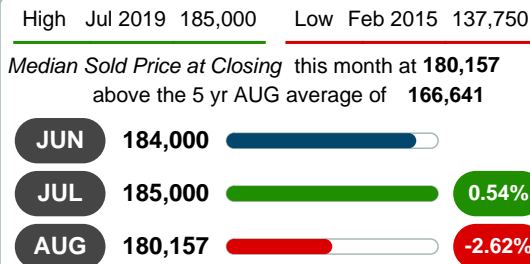 High Jul 2019 185,000 Low Feb 2015 137,750
Median Sold Price at Closing this month at 180,157
above the 5 yr AUG average of 166,641
JUN 184,000
JUL 185,000 0.54%
AUG 180,157 -2.62%